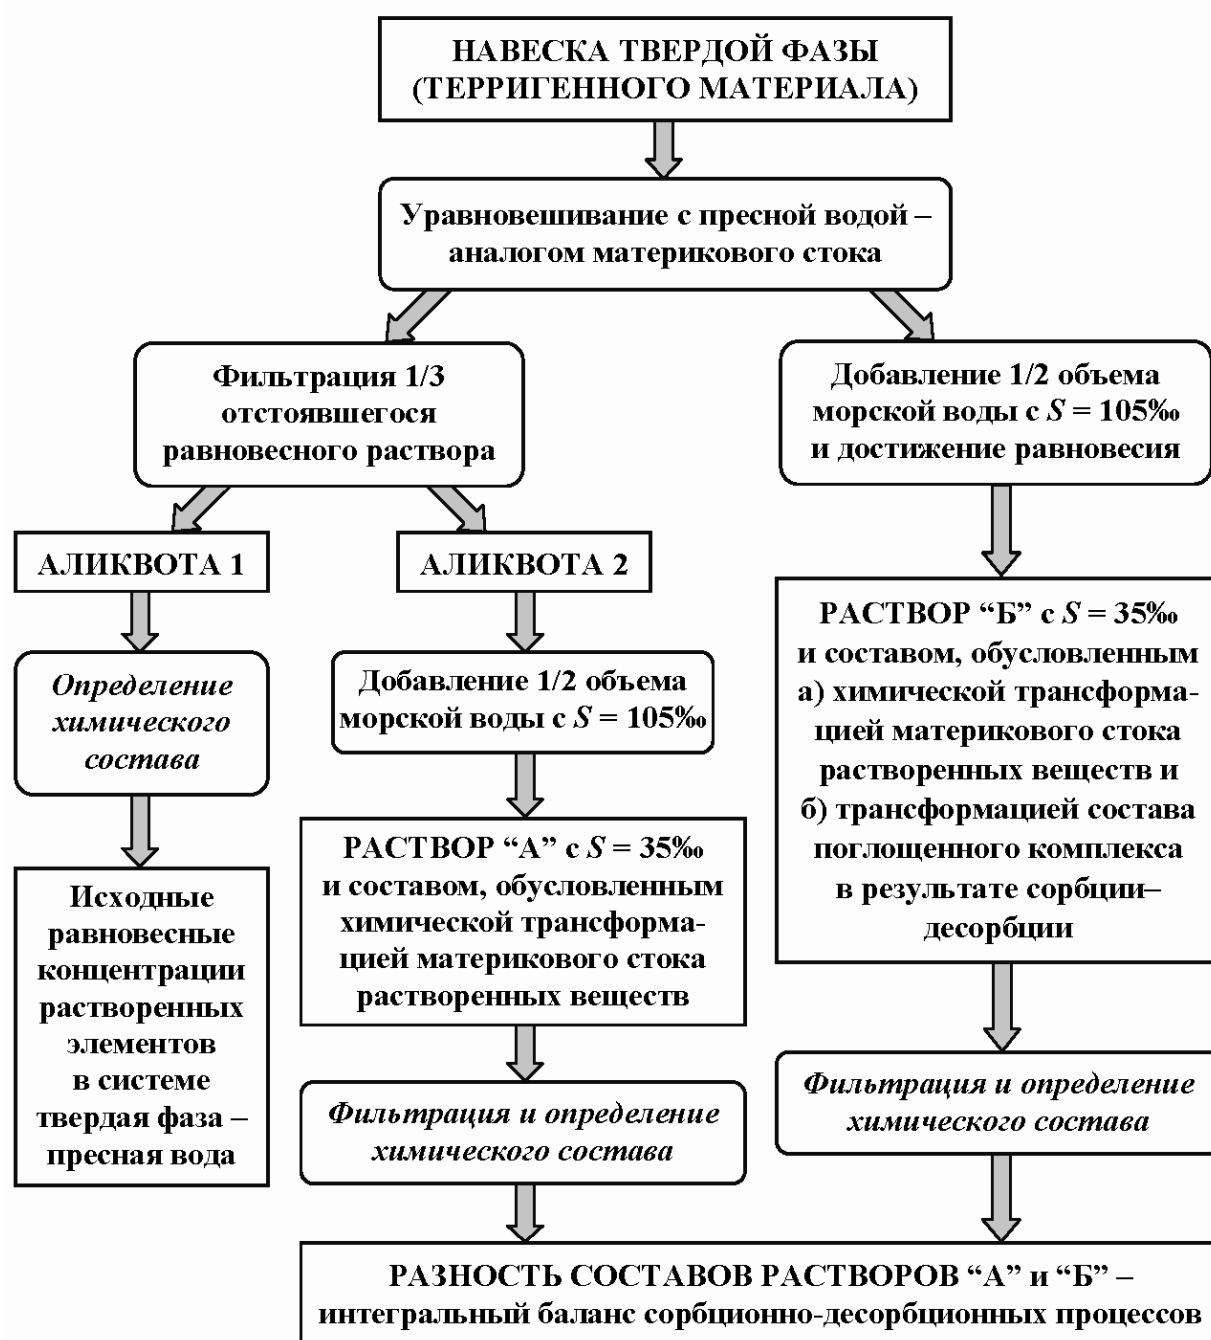 НАВЕСКА ТВЕРДОЙ ФАЗЫ
(ТЕРРИГЕННОГО МАТЕРИАЛА)
Уравновешивание с пресной водой –
аналогом материкового стока
Фильтрация 1/3
отстоявшегося
равновесного раствора
Добавление 1/2 объема
морской воды с S = 105‰
и достижение равновесия
АЛИКВОТА 1
АЛИКВОТА 2
Определение
химического
состава
Добавление 1/2 объема
морской воды с S = 105‰
РАСТВОР “Б” с S = 35‰
и составом, обусловленным
а) химической трансформа-
цией материкового стока
растворенных веществ и
б) трансформацией состава
поглощенного комплекса
в результате сорбции–
десорбции
Исходные
равновесные
концентрации
растворенных
элементов
в системе
твердая фаза –
пресная вода
РАСТВОР “А” с S = 35‰
и составом, обусловленным
химической трансформа-
цией материкового стока
растворенных веществ
Фильтрация и определение
химического состава
Фильтрация и определение
химического состава
РАЗНОСТЬ СОСТАВОВ РАСТВОРОВ “А” и “Б” –
интегральный баланс сорбционно-десорбционных процессов